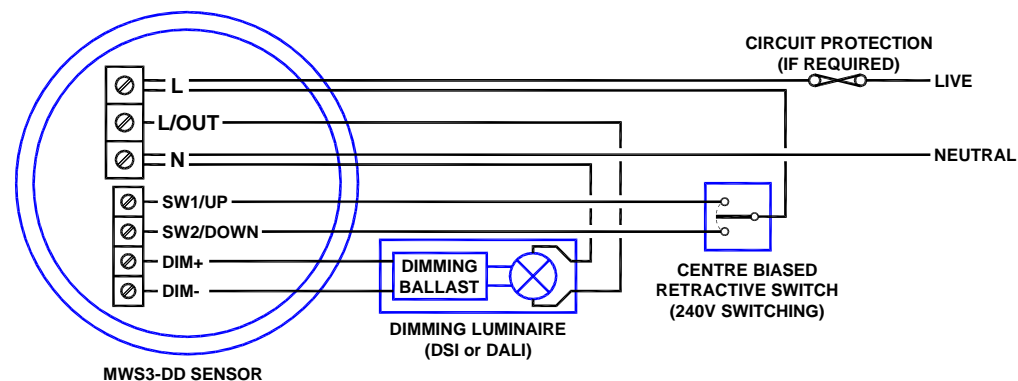 CIRCUIT PROTECTION
(IF REQUIRED)
L
LIVE
L/OUT
N
NEUTRAL
SW1/UP
SW2/DOWN
DIM+
DIM-
DIMMING
BALLAST
CENTRE BIASED
RETRACTIVE SWITCH
(240V SWITCHING)
DIMMING LUMINAIRE
(DSI or DALI)
MWS3-DD SENSOR